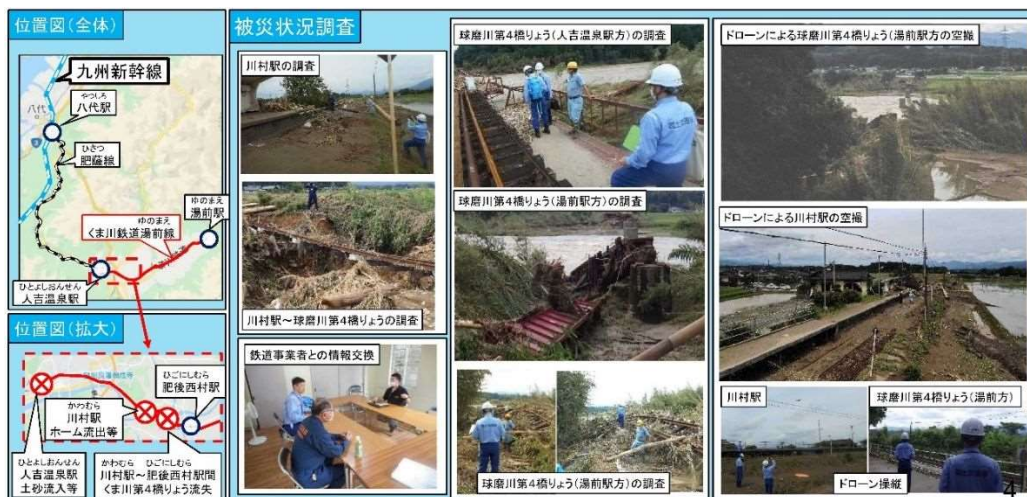 位置図(全体)
九州新幹線
やつしろ
八代駅
八代
3
ひさつ
肥薩線
ゆのまえ
湯前駅
ゆのまえ
くま川鉄道湯前線
ひとよしおんせん
人吉温泉駅
位置図(拡大)
ひごにしむら
肥後西村駅
かわむら
川村駅
ホーム流出等
ひとよしおんせん
人吉温泉駅
土砂流入等
かわむら ひごにしむら
川村駅~肥後西村駅間
くま川第4橋りょう流失
被災状況調査
川村駅の調査
川村駅~球磨川第4橋りょうの調査
鉄道事業者との情報交換
球磨川第4橋りょう(人吉温泉駅方)の調査
球磨川第4橋りょう(湯前駅方)の調査
球磨川第4橋りょう(湯前駅方)の調査
ドローンによる球磨川第4橋りょう(湯前駅方)の空撮
ドローンによる川村駅の空撮
川村駅
球磨川第4橋りょう(湯前方)
ドローン操縦
4